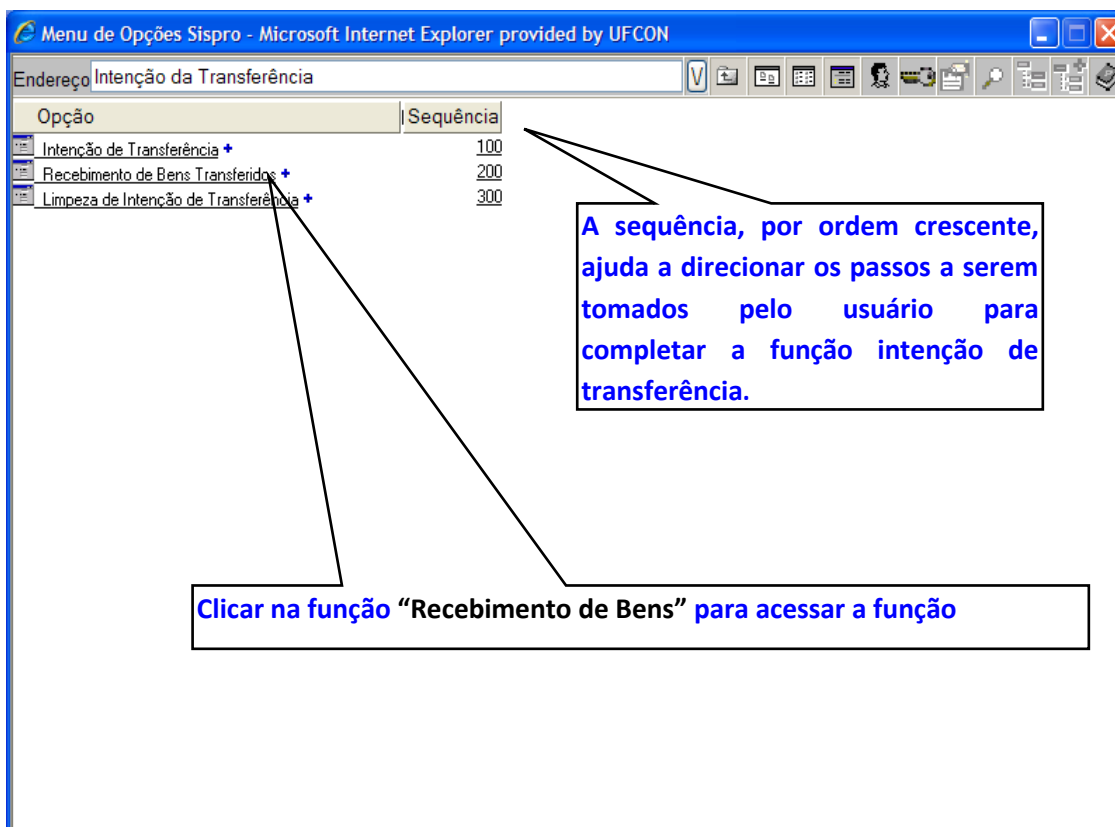 Menu de Opções Sispro - Microsoft Internet Explorer provided by UFCON
Endereço Intenção da Transferência V
Opção Sequência
Intenção de Transferência + 100
Recebimento de Bens Transferidos + 200
Limpeza de Intenção de Transferência + 300
A sequência, por ordem crescente,
ajuda a direcionar os passos a serem
tomados pelo usuário para
completar a função intenção de
transferência.
Clicar na função “Recebimento de Bens” para acessar a função